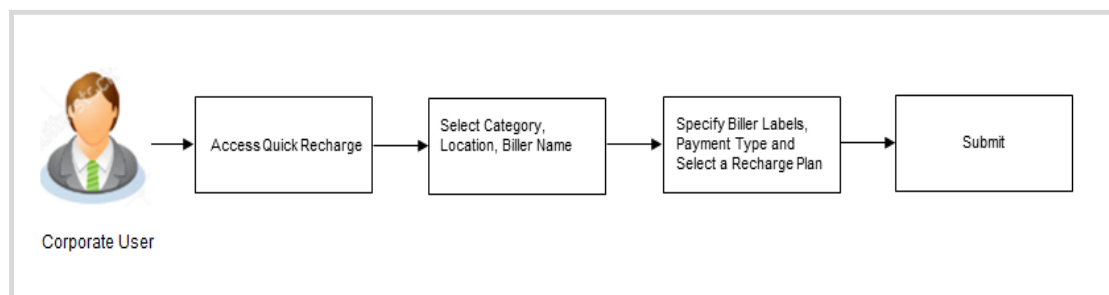 Access Quick Recharge
Select Category,
Location, Biller Name
Specify Biller Labels,
Payment Type and
Select a Recharge Plan
Submit
Corporate User